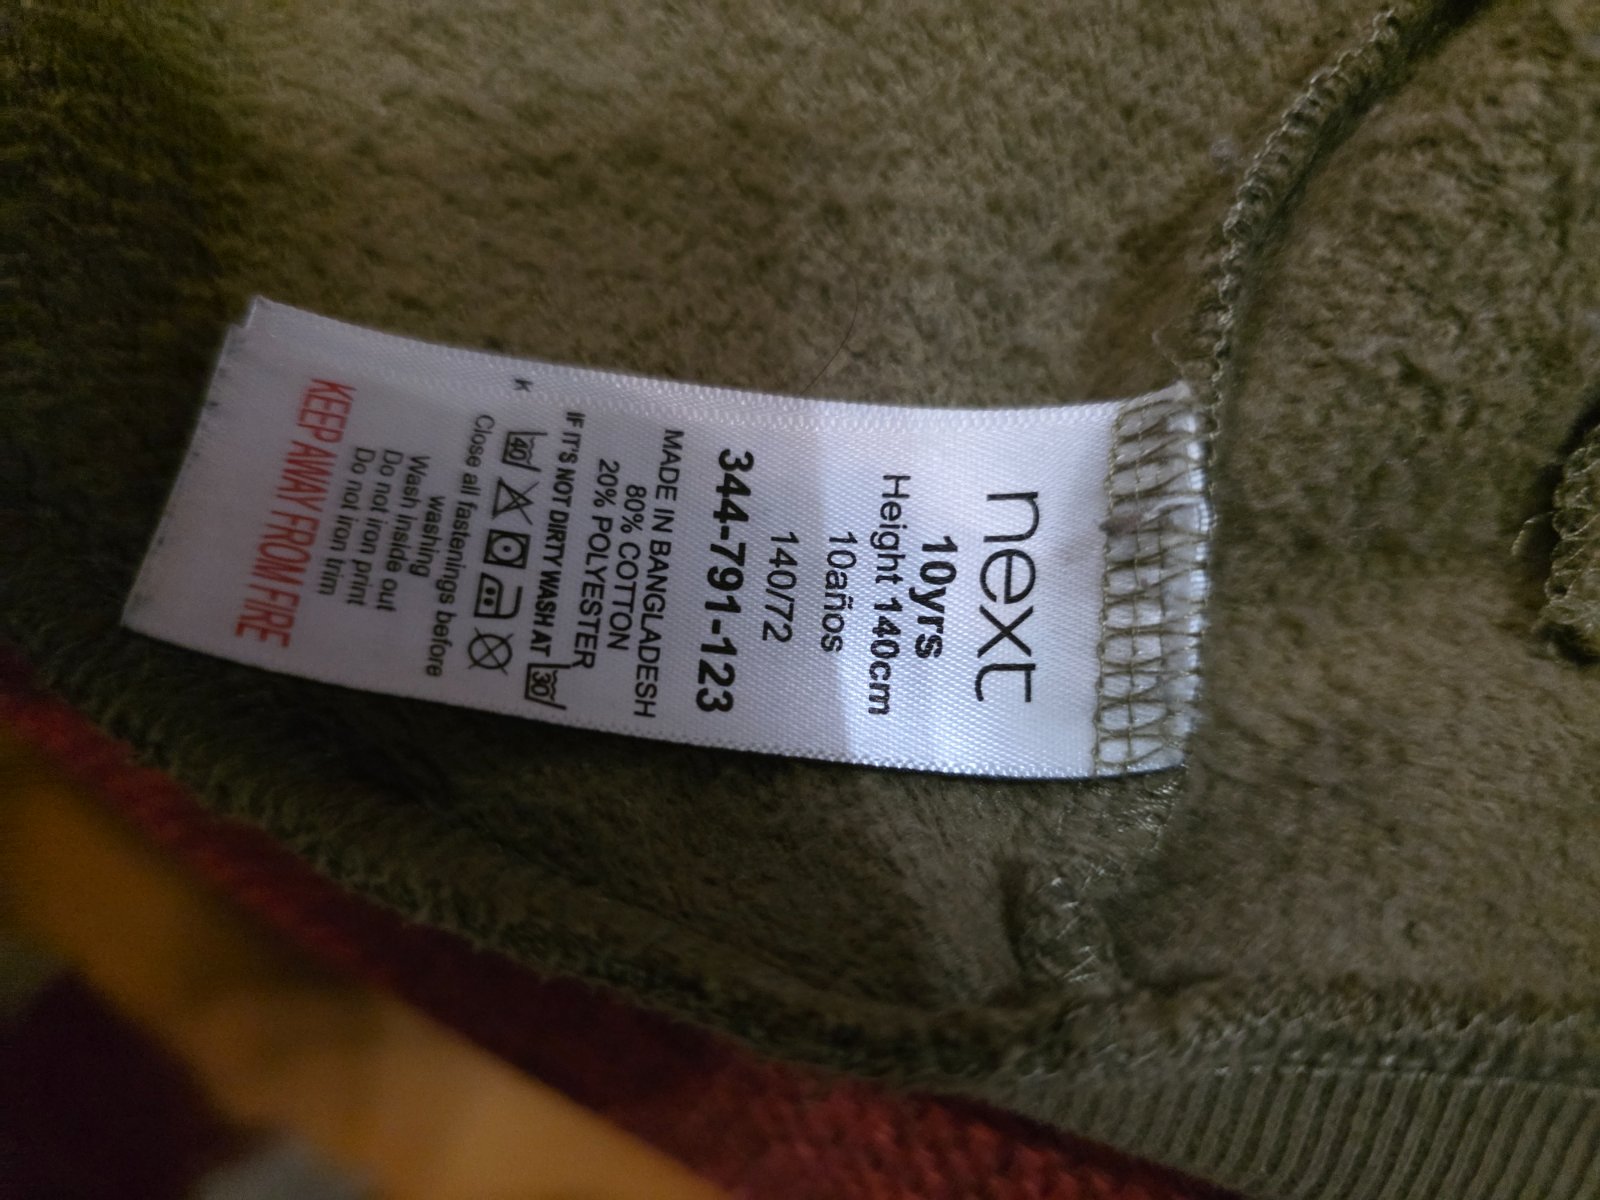 next
10yrs
Height 140cm
10años
140/72
344-791-123
MADE IN BANGLADESH
80% COTTON
20% POLYESTER
IF IT'S NOT DIRTY WASH AT 30
40
Close all fastenings before
washing
Wash inside out
Do not iron print
Do not iron trim
KEEP AWAY FROM FIRE
K